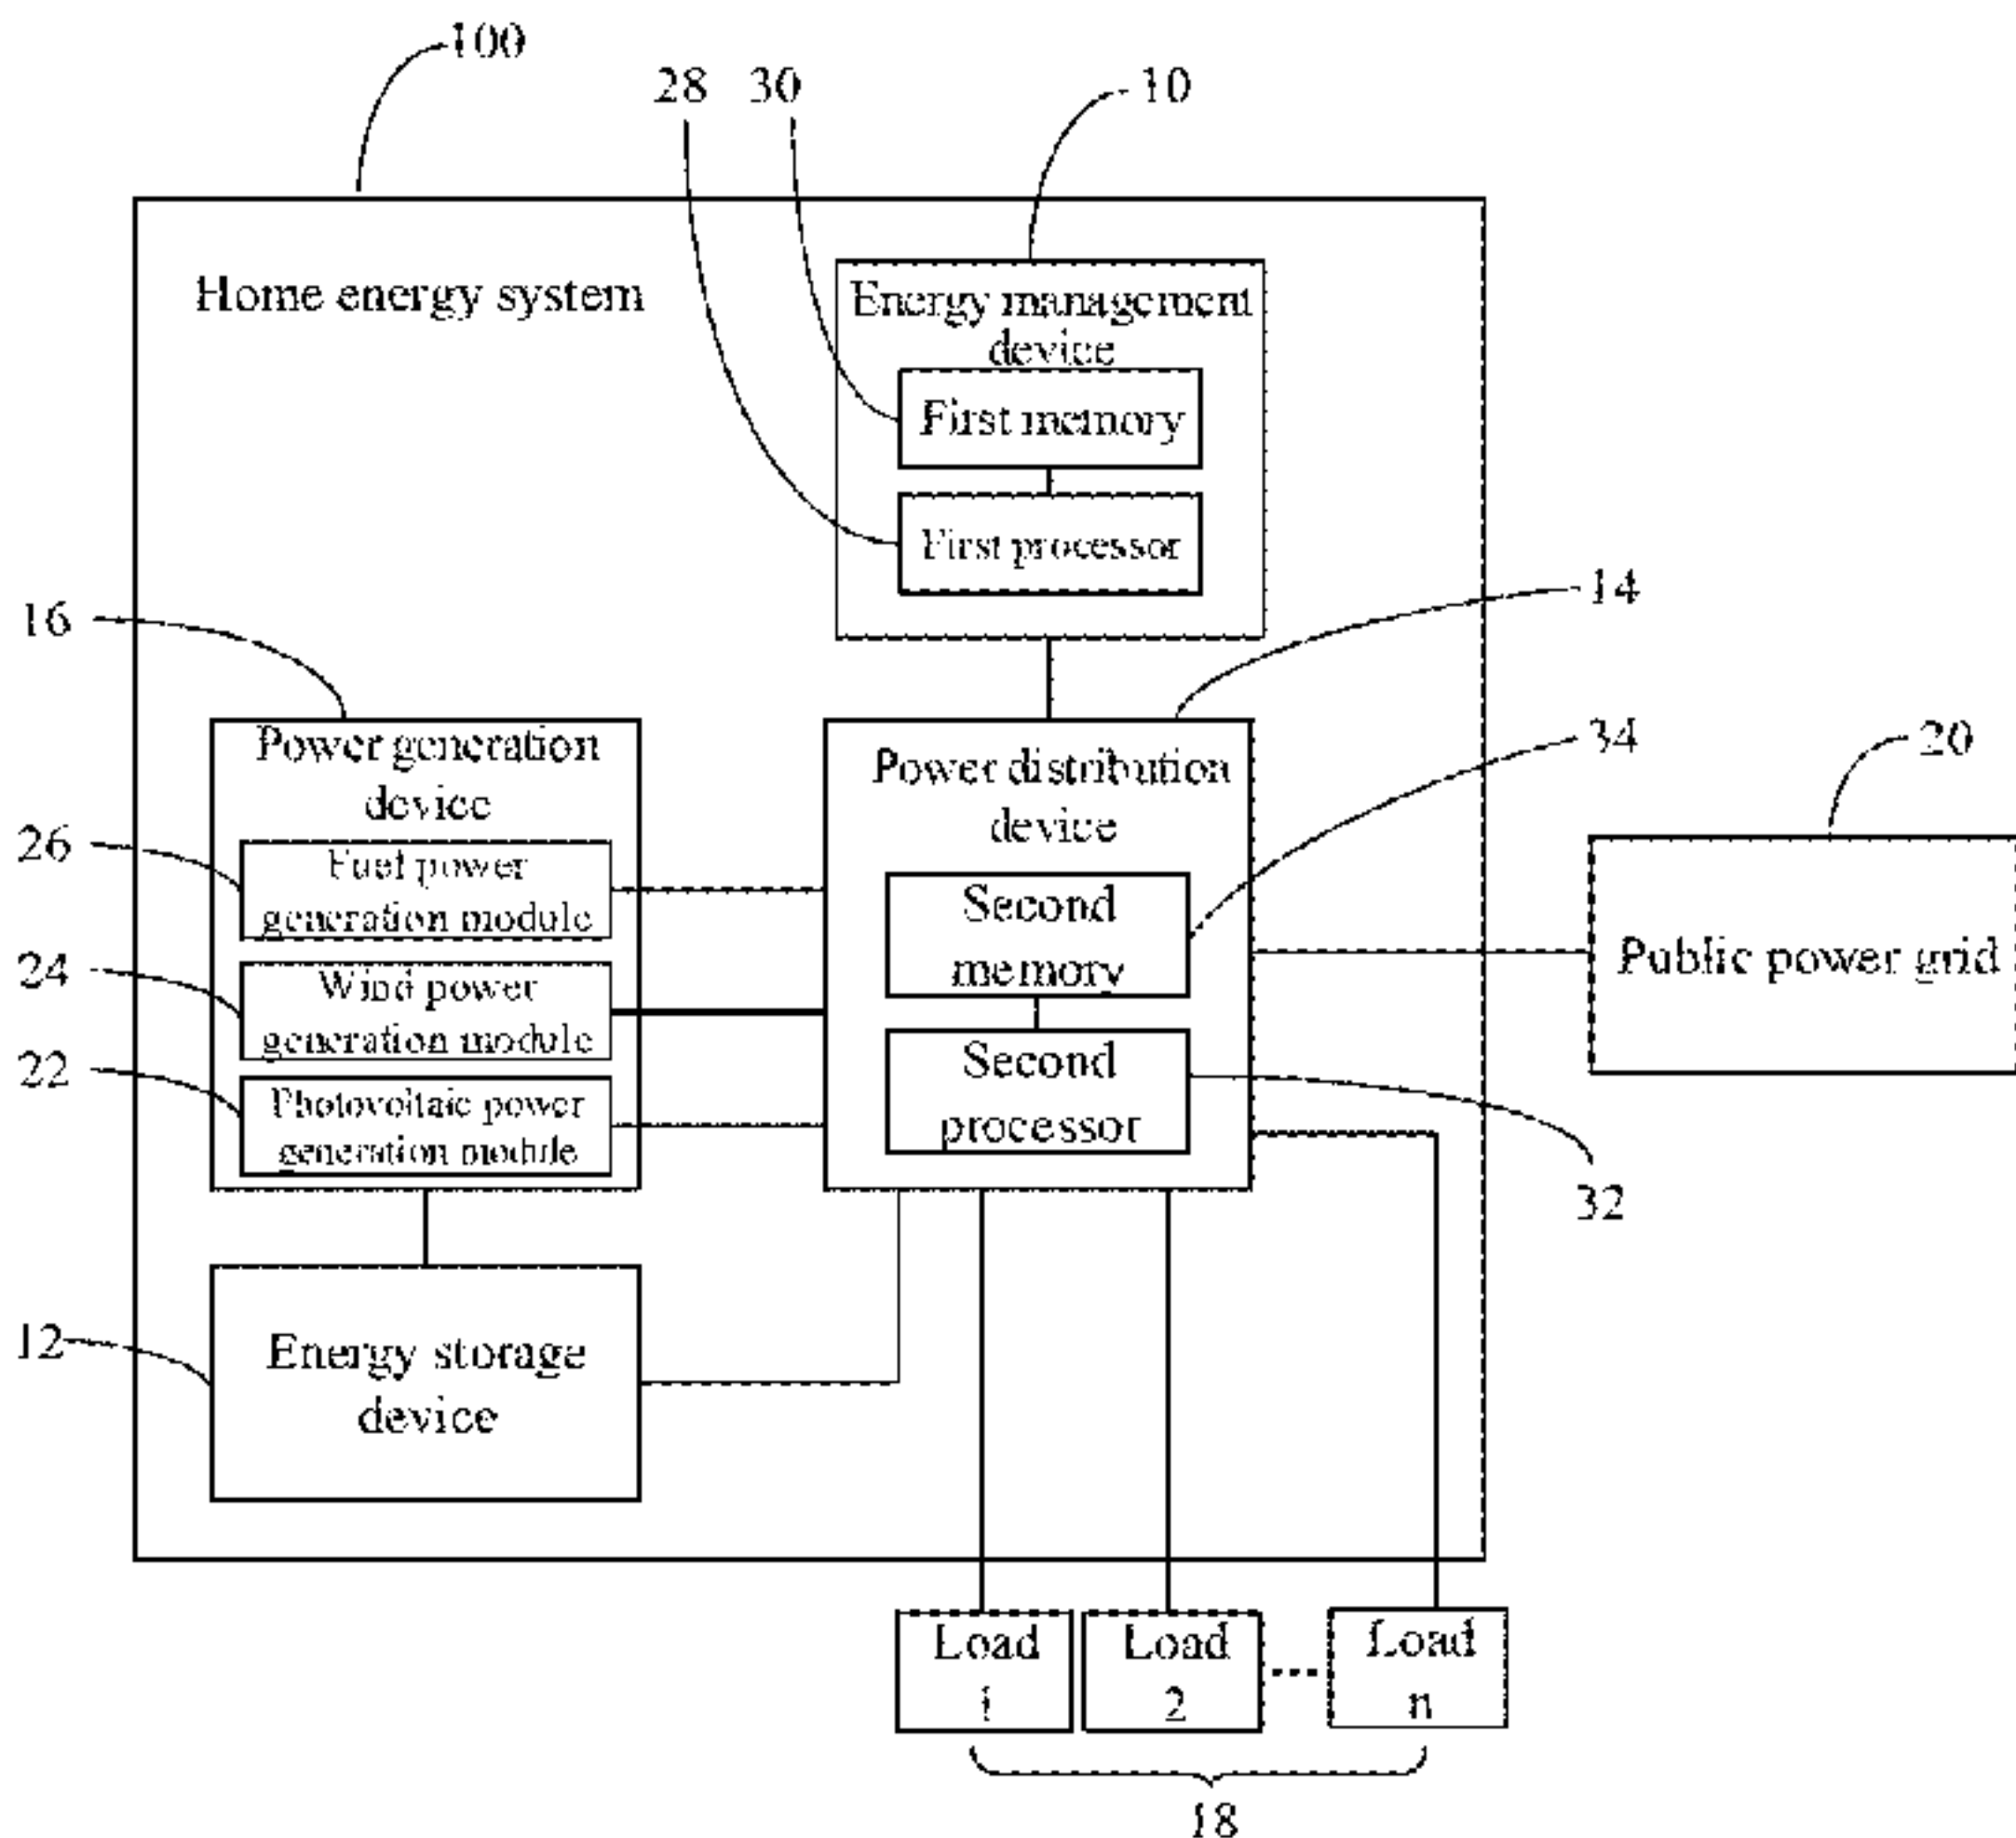 100
28
30
10
Home energy system
Energy management
device
First memory
First processor
16
14
Power generation
device
Power distribution
device
34
20
26
Fuel power
generation module
Second
memory
Public power grid
24
Wind power
generation module
22
Photovoltaic power
generation module
Second
processor
32
12
Energy storage
device
Load
1
Load
2
Load
n
18